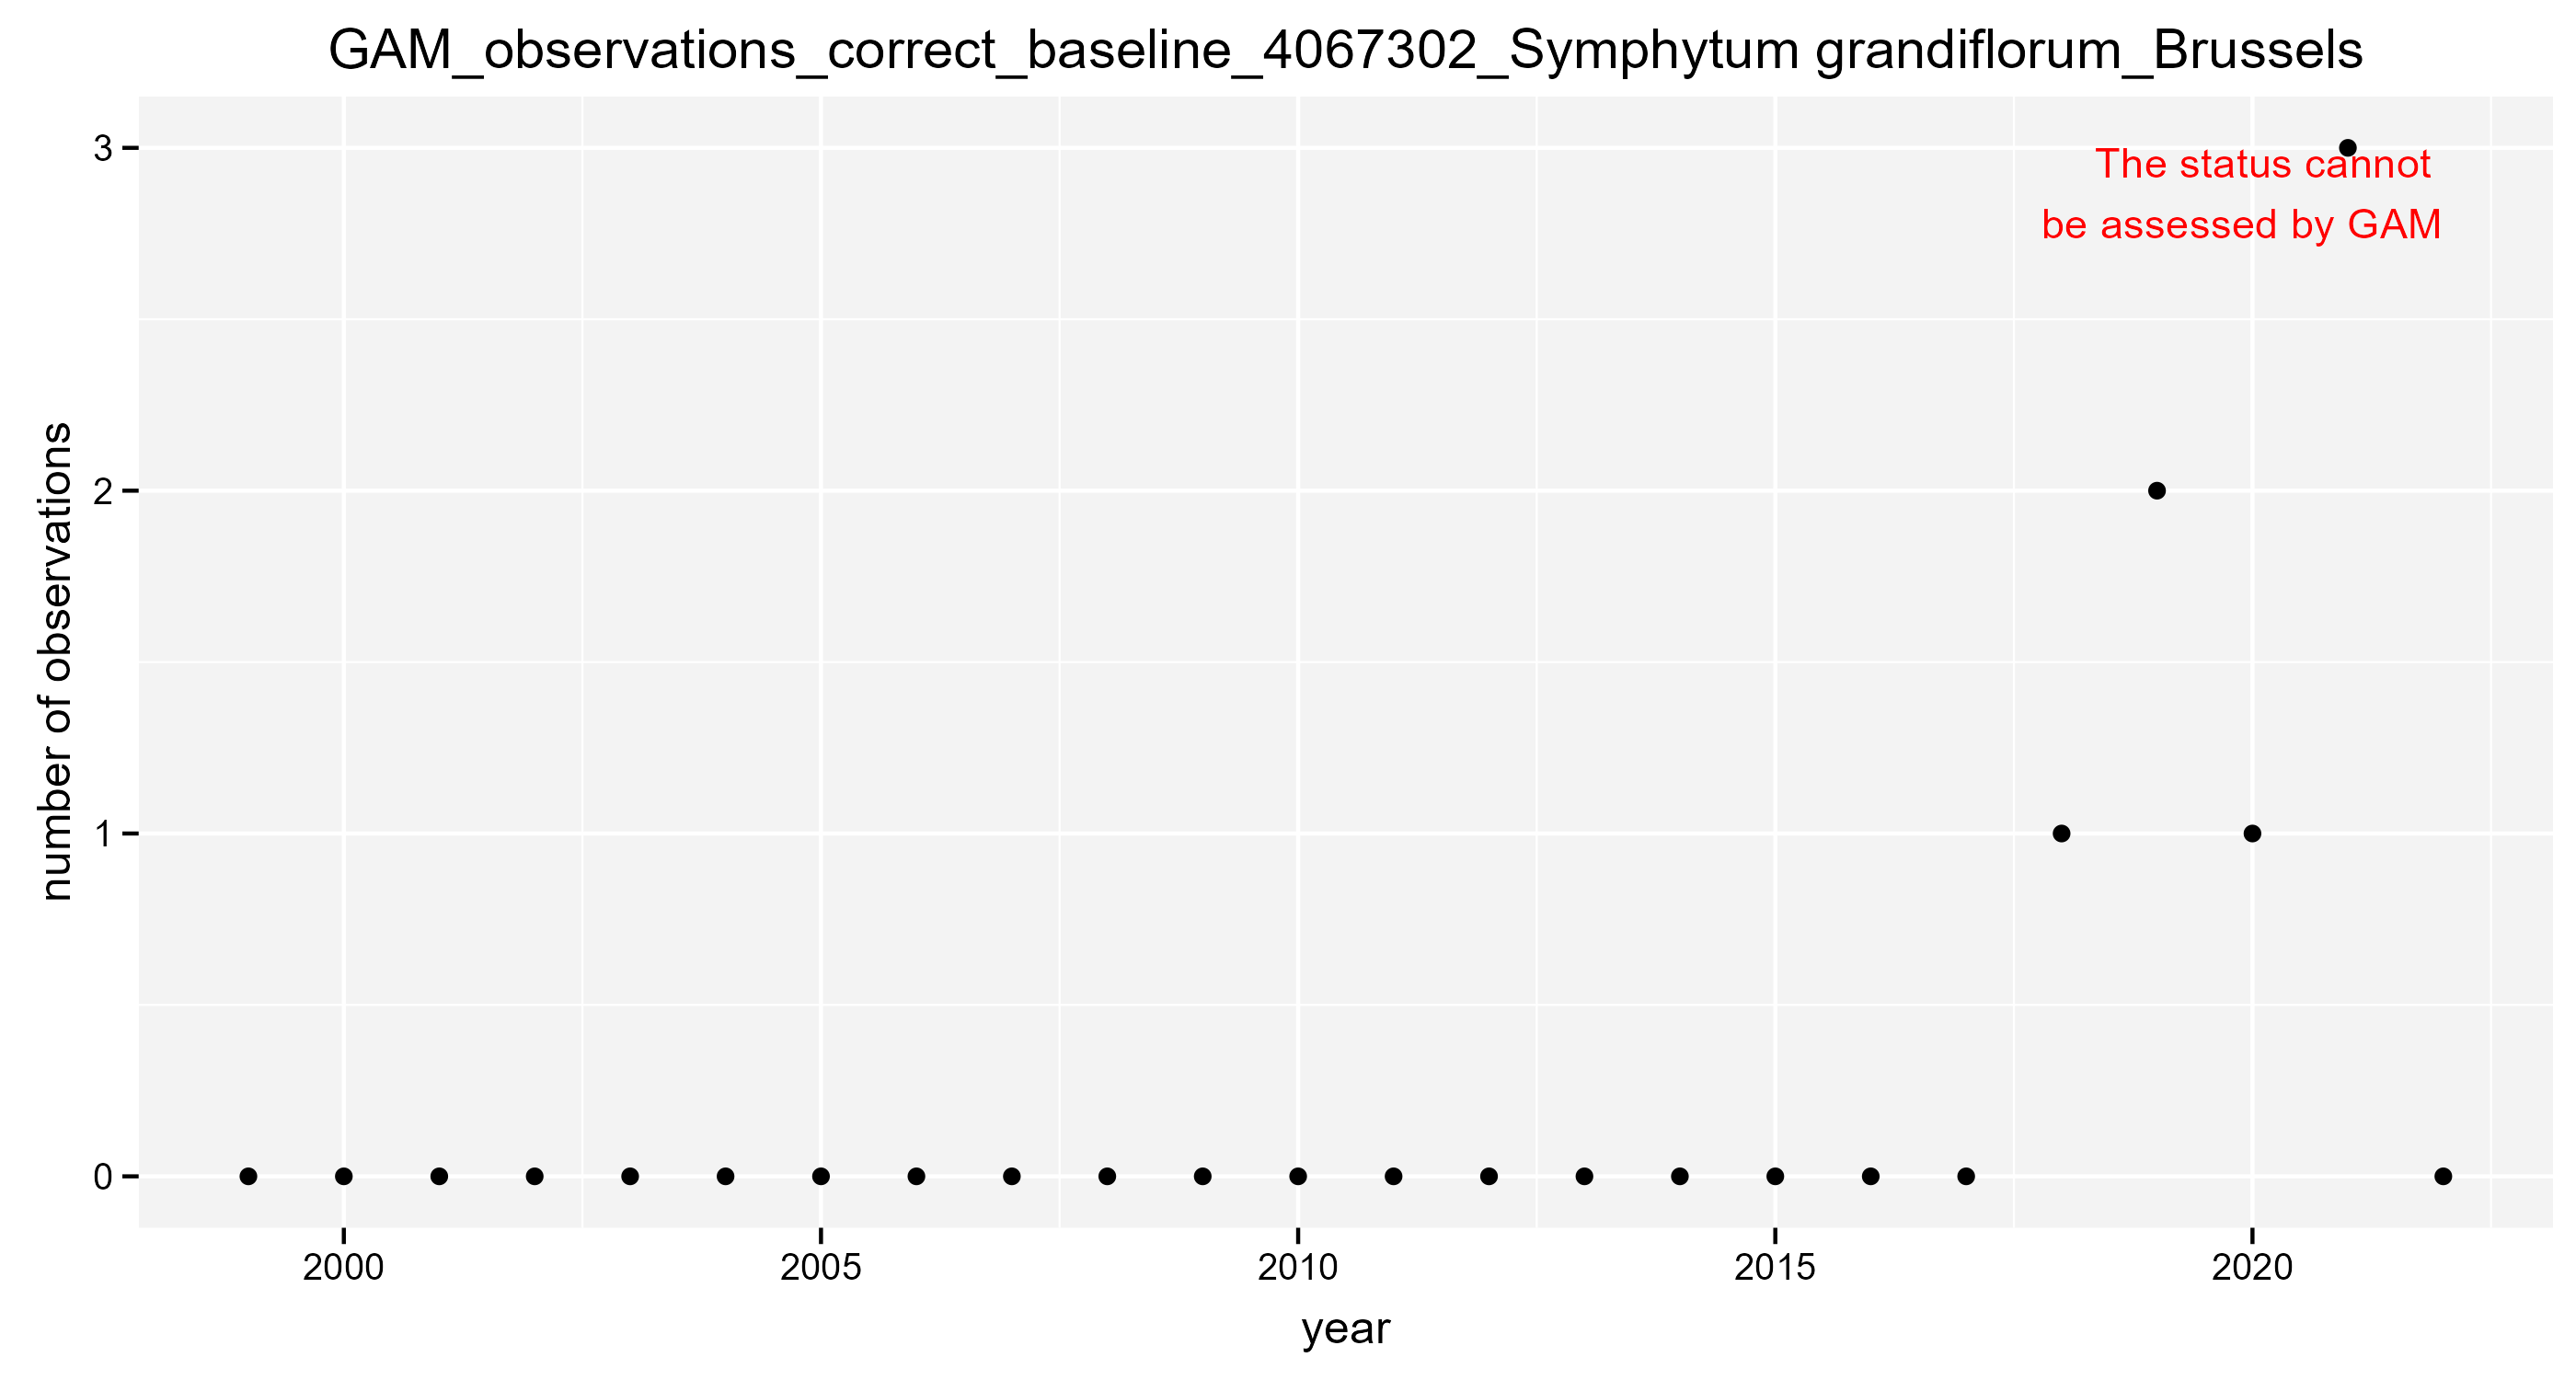 GAM_observations_correct_baseline_4067302_Symphytum grandiflorum_Brussels
3
The status cannot
be assessed by GAM
2
number of observations
1
0
2000 2005 2010 2015 2020
year